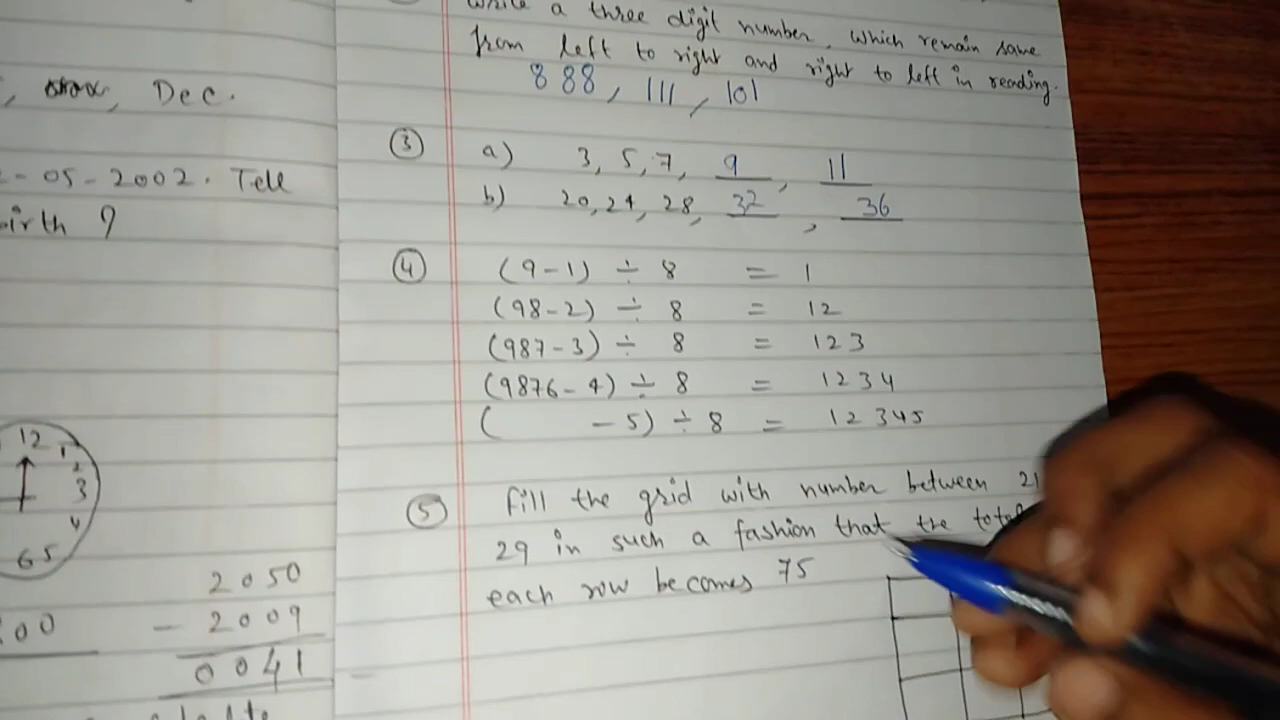 Dec.
-05-2002. Tell
birth ?
12
1
2
3
4
65
2050
00 - 2009
0041
write a three digit number, which remain same
from left to right and right to left in reading.
888, 111, 101
3 a) 3, 5, 7, 9, 11
b) 20, 24, 28, 32, 36
4 (9-1) ÷ 8 = 1
(98-2) ÷ 8 = 12
(987-3) ÷ 8 = 123
(9876-4) ÷ 8 = 1234
( -5) ÷ 8 = 12345
5 Fill the grid with number between 21
29 in such a fashion that the total
each row becomes 75